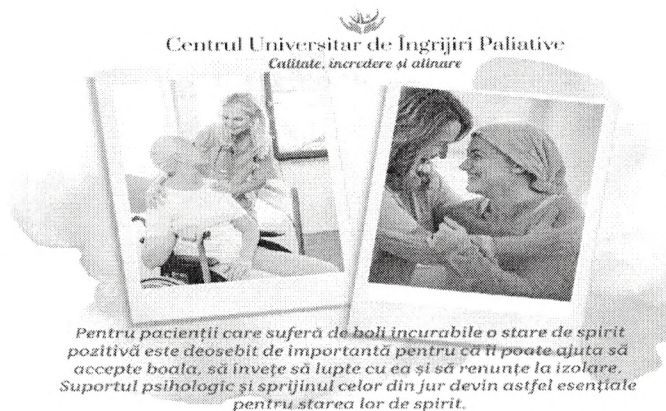 Centrul Universitar de Îngrijiri Paliative
Calitate, încredere și alinare
Pentru pacienții care suferă de boli incurabile o stare de spirit
pozitivă este deosebit de importantă pentru că îi poate ajuta să
accepte boala, să învețe să lupte cu ea și să renunțe la izolare.
Suportul psihologic și sprijinul celor din jur devin astfel esențiale
pentru starea lor de spirit.